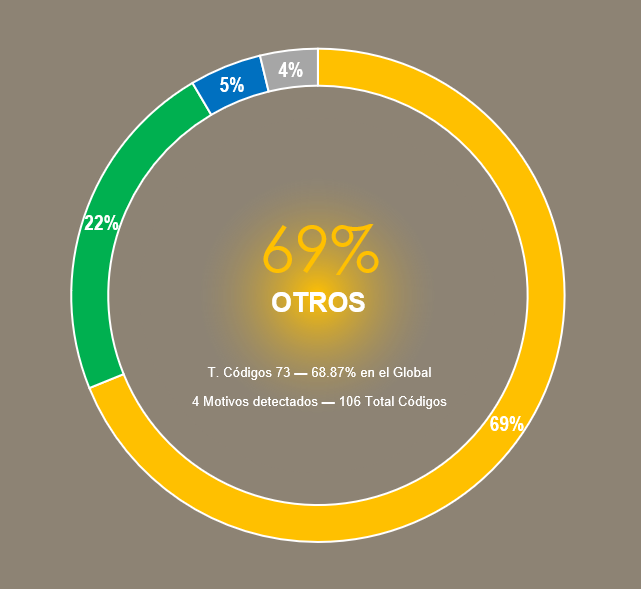 4%
5%
22%
69%
OTROS
T. Códigos 73 — 68.87% en el Global
4 Motivos detectados — 106 Total Códigos
69%